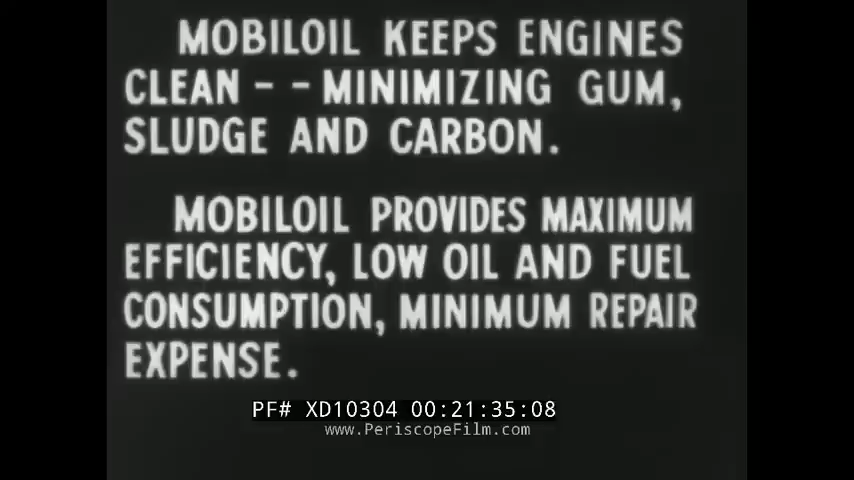 MOBILOIL KEEPS ENGINES
CLEAN -- MINIMIZING GUM,
SLUDGE AND CARBON.
MOBILOIL PROVIDES MAXIMUM
EFFICIENCY, LOW OIL AND FUEL
CONSUMPTION, MINIMUM REPAIR
EXPENSE.
PF# XD10304 00:21:35:08
www.PeriscopeFilm.com